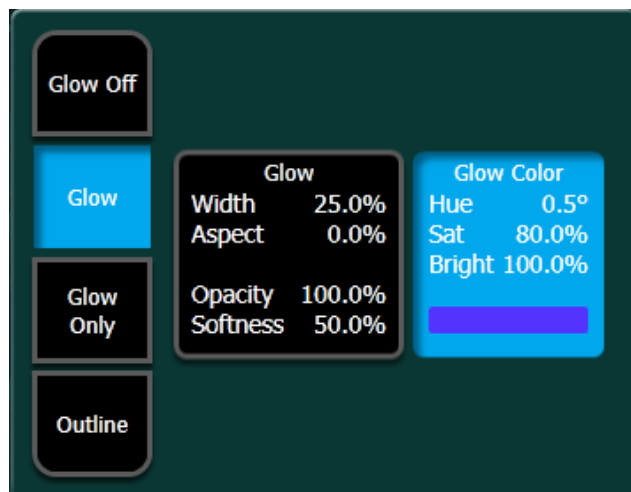 Glow Off
Glow
Glow
Only
Outline
Glow
Width 25.0%
Aspect 0.0%
Opacity 100.0%
Softness 50.0%
Glow Color
Hue 0.5°
Sat 80.0%
Bright 100.0%